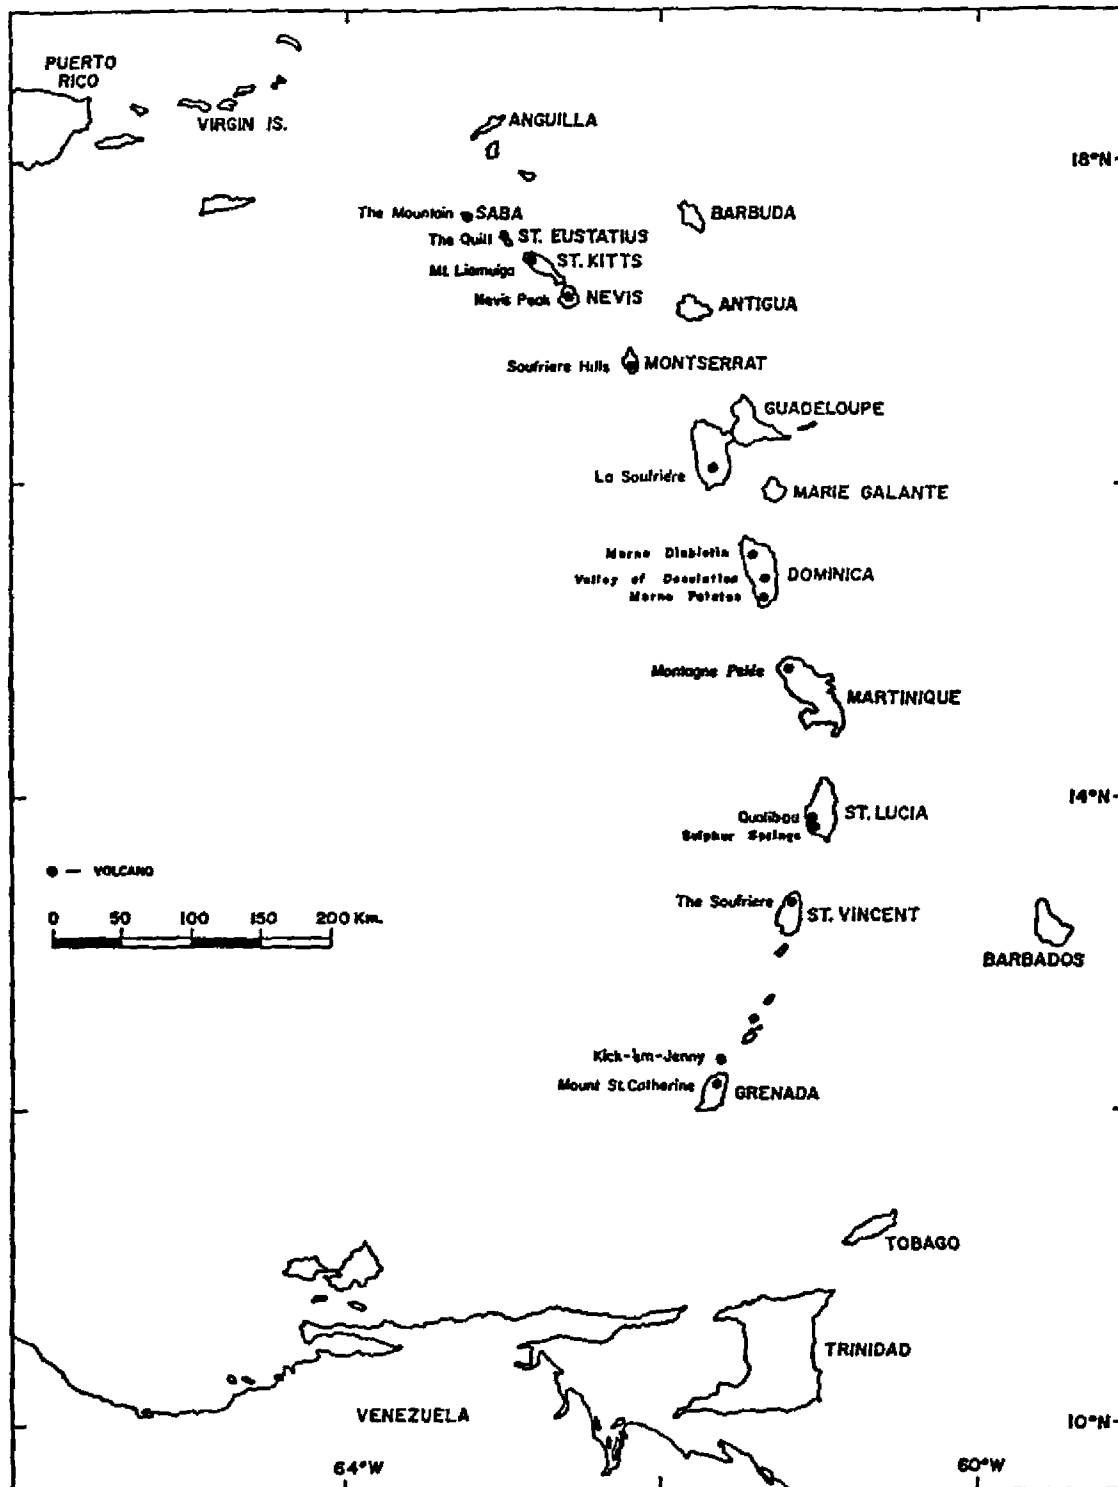 PUERTO
RICO
VIRGIN IS.
ANGUILLA
18°N
The Mountain SABA
BARBUDA
The Quill ST. EUSTATIUS
ST. KITTS
Mt. Liamuiga
Nevis Peak NEVIS
ANTIGUA
Soufriere Hills MONTSERRAT
GUADELOUPE
La Soufriére
MARIE GALANTE
Morne Diablotin
Valley of Desolation DOMINICA
Morne Patates
Montagne Pelée
MARTINIQUE
14°N
Qualibou ST. LUCIA
Sulphur Springs
- VOLCANO
0 50 100 150 200 Km.
The Soufriere ST. VINCENT
BARBADOS
Kick-'em-Jenny
Mount St. Catherine GRENADA
TOBAGO
TRINIDAD
VENEZUELA
10°N
64°W
60°W